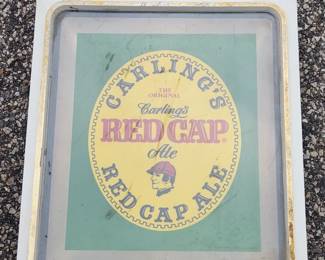 CARLING'S
THE
ORIGINAL
Carling's
RED CAP
Ale
RED CAP ALE